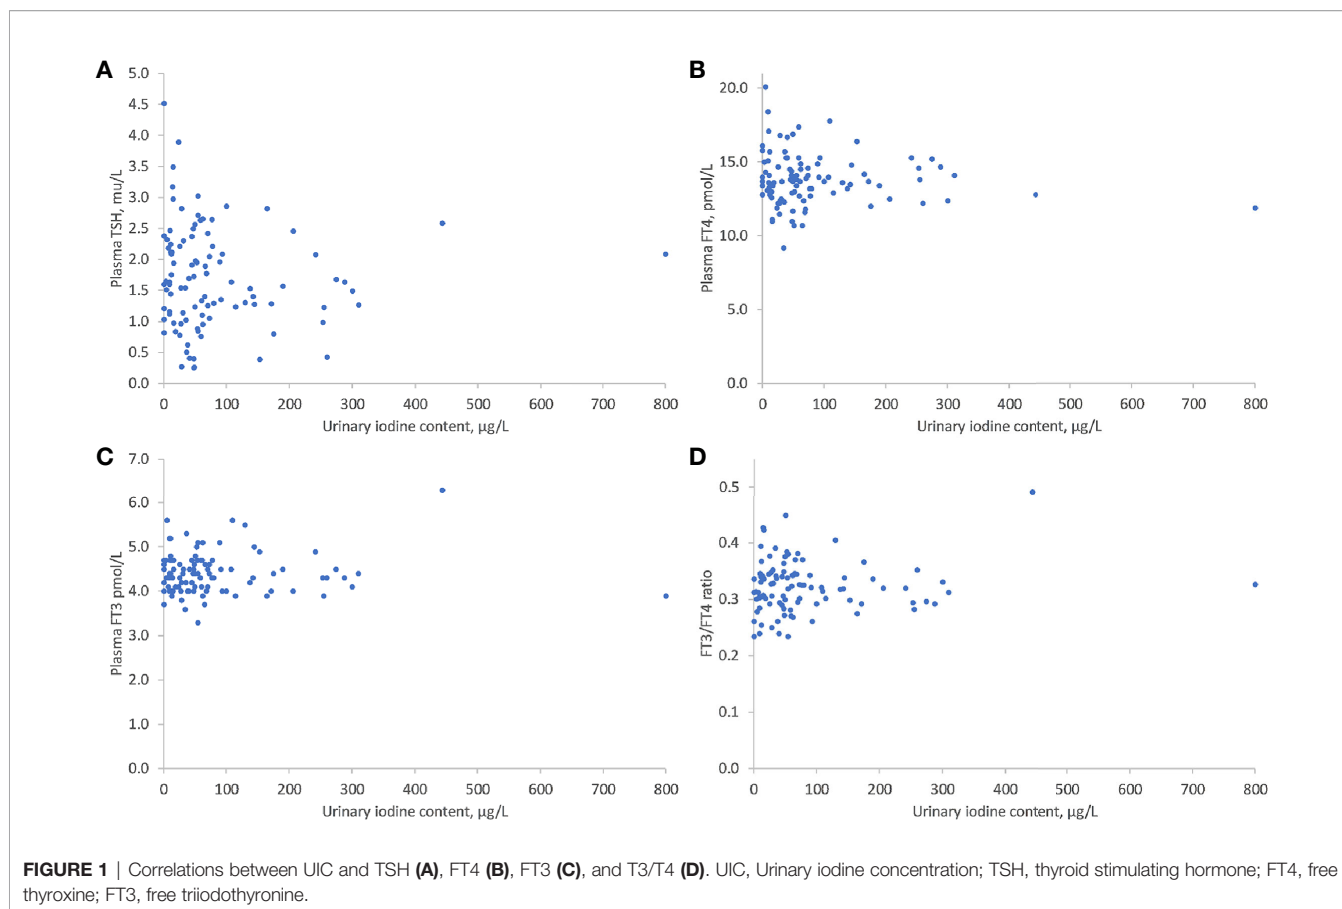 A
Plasma TSH, mu/L
5.0
4.5
4.0
3.5
3.0
2.5
2.0
1.5
1.0
0.5
0.0
0 100 200 300 400 500 600 700 800
Urinary iodine content, µg/L
B
Plasma FT4, pmol/L
20.0
15.0
10.0
5.0
0.0
0 100 200 300 400 500 600 700 800
Urinary iodine content, µg/L
C
Plasma FT3 pmol/L
7.0
6.0
5.0
4.0
3.0
2.0
1.0
0.0
0 100 200 300 400 500 600 700 800
Urinary iodine content, µg/L
D
FT3/FT4 ratio
0.5
0.4
0.3
0.2
0.1
0.0
0 100 200 300 400 500 600 700 800
Urinary iodine content, µg/L
FIGURE 1 | Correlations between UIC and TSH (A), FT4 (B), FT3 (C), and T3/T4 (D). UIC, Urinary iodine concentration; TSH, thyroid stimulating hormone; FT4, free
thyroxine; FT3, free triiodothyronine.